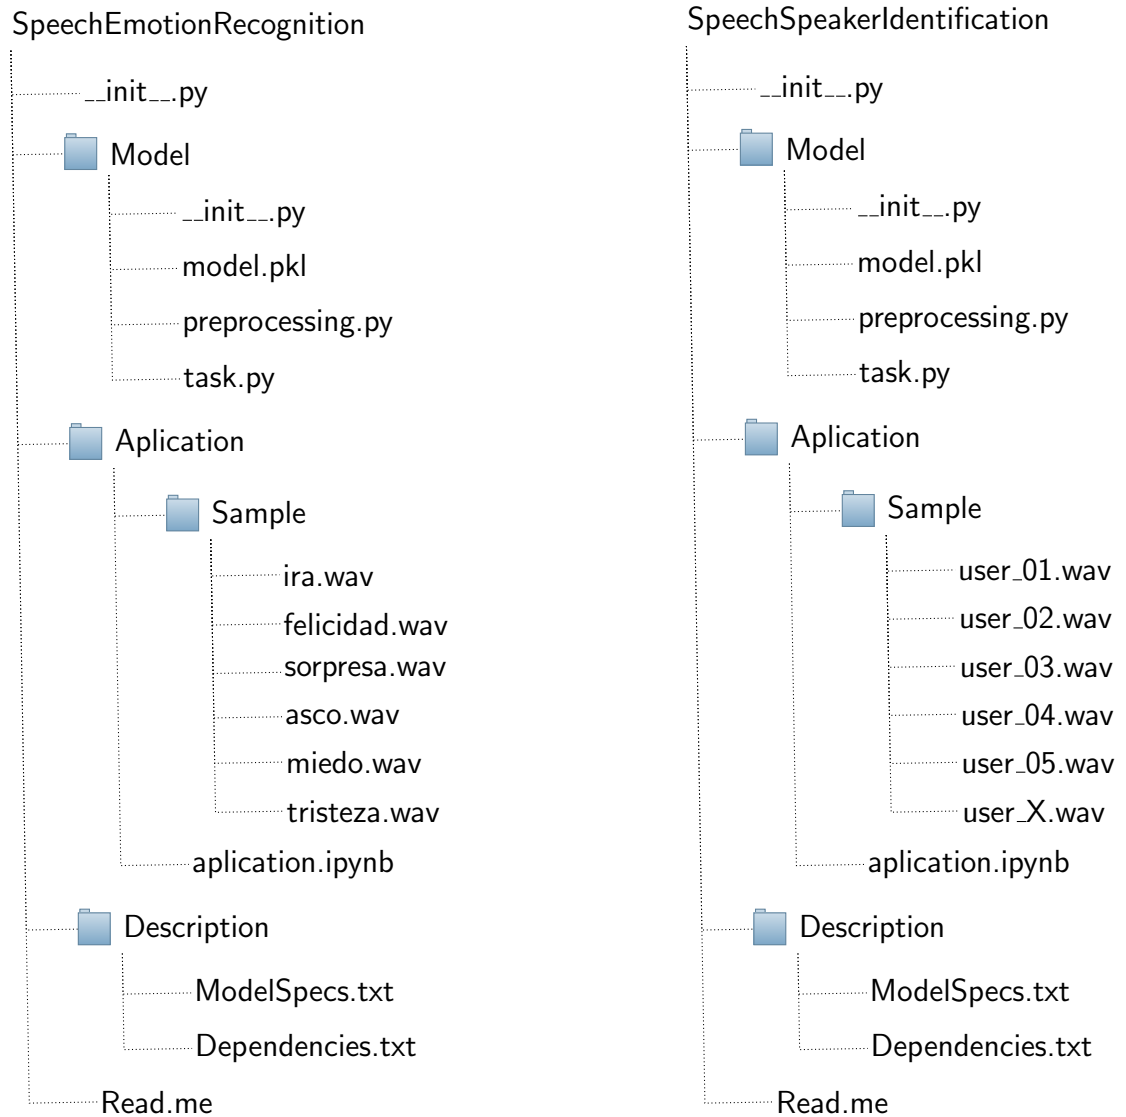 SpeechEmotionRecognition
__init__.py
Model
__init__.py
model.pkl
preprocessing.py
task.py
Aplication
Sample
ira.wav
felicidad.wav
sorpresa.wav
asco.wav
miedo.wav
tristeza.wav
aplication.ipynb
Description
ModelSpecs.txt
Dependencies.txt
Read.me
SpeechSpeakerIdentification
__init__.py
Model
__init__.py
model.pkl
preprocessing.py
task.py
Aplication
Sample
user_01.wav
user_02.wav
user_03.wav
user_04.wav
user_05.wav
user_X.wav
aplication.ipynb
Description
ModelSpecs.txt
Dependencies.txt
Read.me